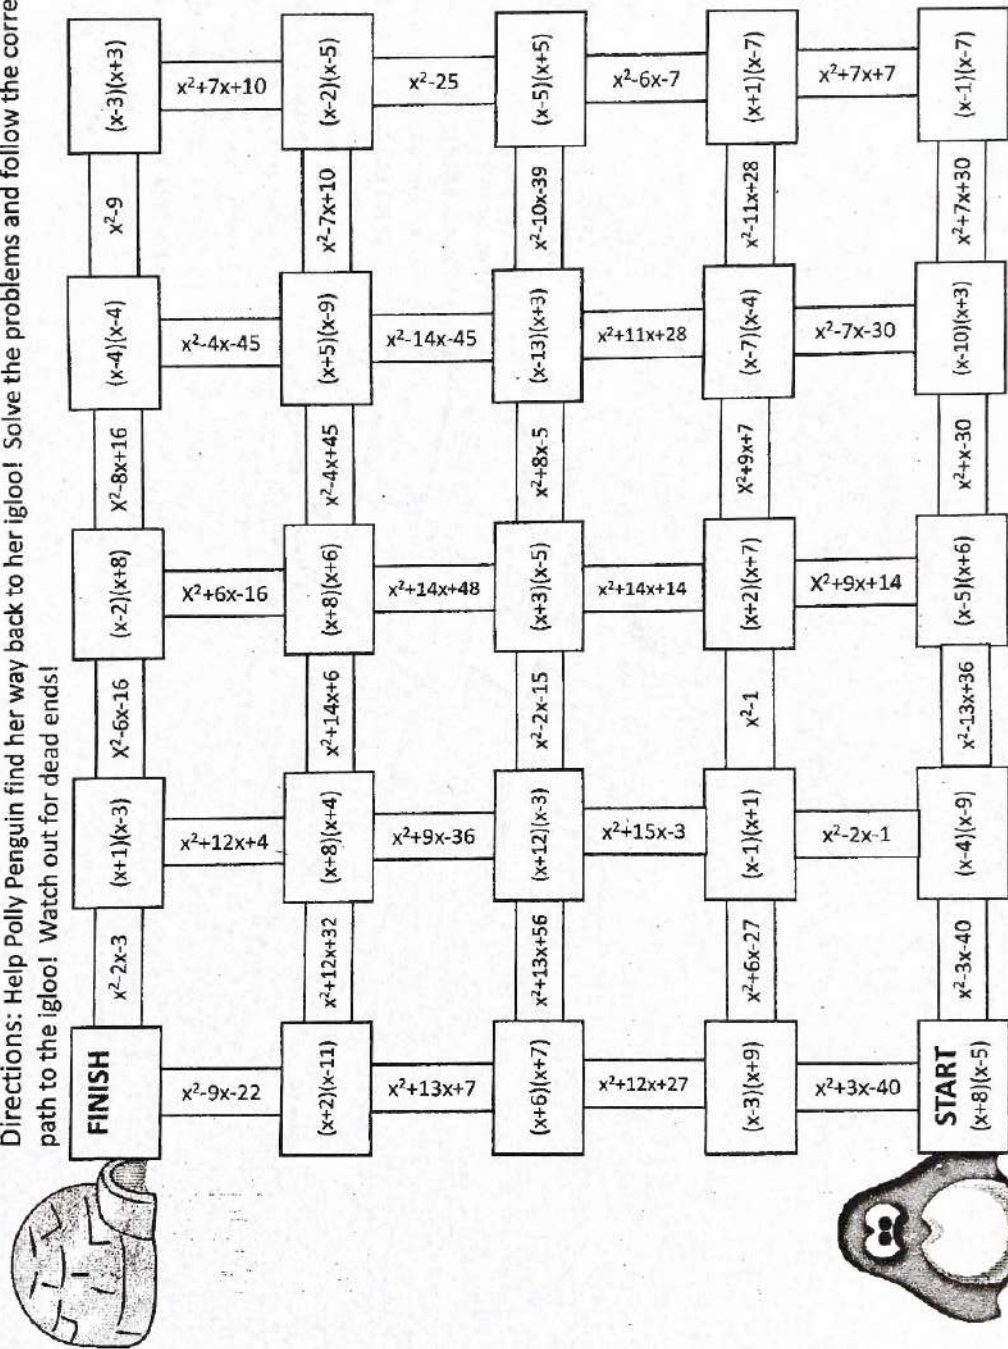 Directions: Help Polly Penguin find her way back to her igloo! Solve the problems and follow the corre
path to the igloo! Watch out for dead ends!
FINISH
x²-2x-3
(x+1)(x-3)
X²-6x-16
(x-2)(x+8)
X²-8x+16
(x-4)(x-4)
x²-9
(x-3)(x+3)
x²-9x-22
x²+12x+4
X²+6x-16
x²-4x-45
x²+7x+10
(x+2)(x-11)
x²+12x+32
(x+8)(x+4)
x²+14x+6
(x+8)(x+6)
x²-4x+45
(x+5)(x-9)
x²-7x+10
(x-2)(x-5)
x²+13x+7
x²+9x-36
x²+14x+48
x²-14x-45
x²-25
(x+6)(x+7)
x²+13x+56
(x+12)(x-3)
x²-2x-15
(x+3)(x-5)
x²+8x-5
(x-13)(x+3)
x²-10x-39
(x-5)(x+5)
x²+12x+27
x²+15x-3
x²+14x+14
x²+11x+28
x²-6x-7
(x-3)(x+9)
x²+6x-27
(x-1)(x+1)
x²-1
(x+2)(x+7)
X²+9x+7
(x-7)(x-4)
x²-11x+28
(x+1)(x-7)
x²+3x-40
x²-2x-1
X²+9x+14
x²-7x-30
x²+7x+7
START
(x+8)(x-5)
x²-3x-40
(x-4)(x-9)
x²-13x+36
(x-5)(x+6)
x²+x-30
(x-10)(x+3)
x²+7x+30
(x-1)(x-7)